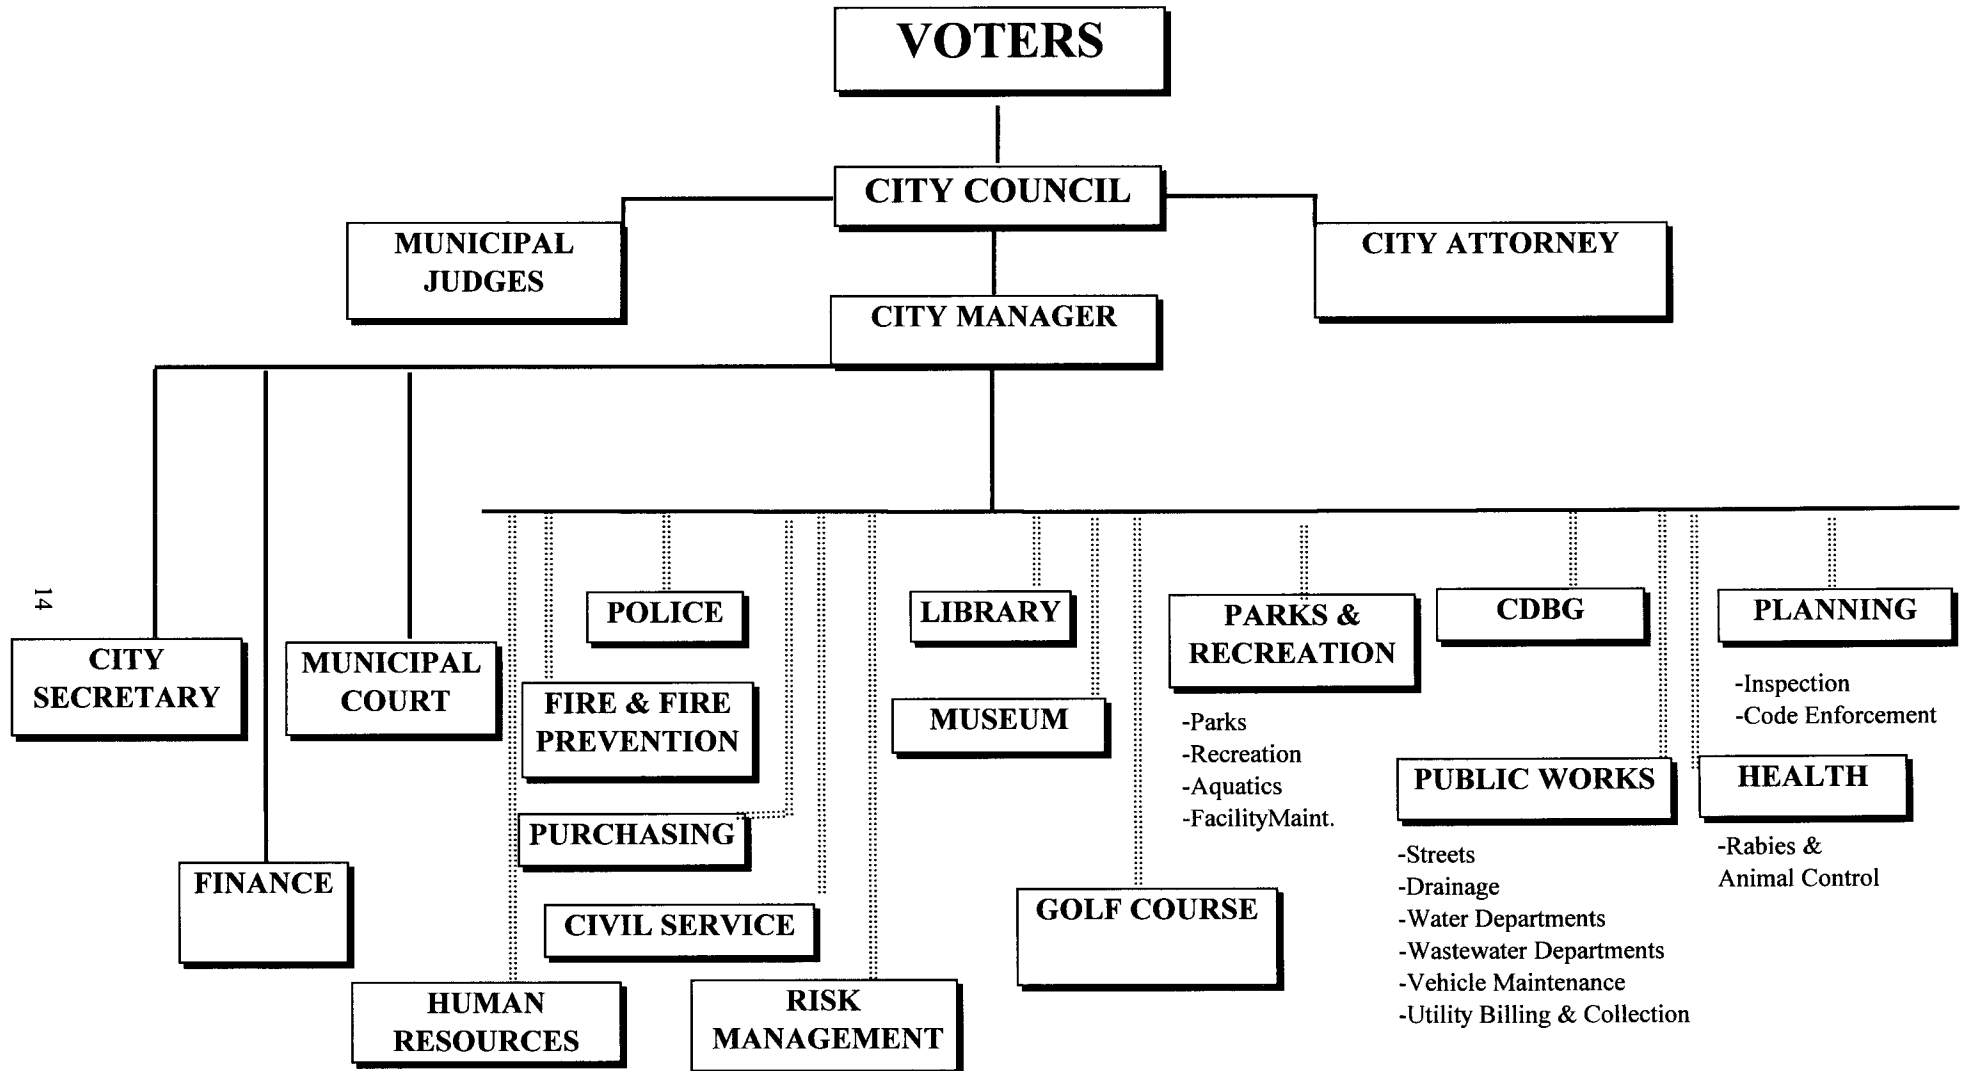 VOTERS
CITY COUNCIL
MUNICIPAL
JUDGES
CITY ATTORNEY
CITY MANAGER
14
CITY
SECRETARY
MUNICIPAL
COURT
FINANCE
POLICE
FIRE & FIRE
PREVENTION
PURCHASING
CIVIL SERVICE
HUMAN
RESOURCES
RISK
MANAGEMENT
LIBRARY
MUSEUM
GOLF COURSE
PARKS &
RECREATION
-Parks
-Recreation
-Aquatics
-FacilityMaint.
CDBG
PUBLIC WORKS
-Streets
-Drainage
-Water Departments
-Wastewater Departments
-Vehicle Maintenance
-Utility Billing & Collection
PLANNING
-Inspection
-Code Enforcement
HEALTH
-Rabies &
Animal Control